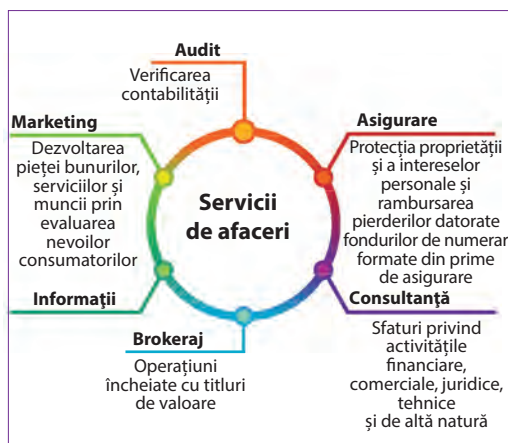 Audit
Verificarea
contabilității
Marketing
Dezvoltarea
pieței bunurilor,
serviciilor și
muncii prin
evaluarea
nevoilor
consumatorilor
Asigurare
Protecția proprietății
și a intereselor
personale și
rambursarea
pierderilor datorate
fondurilor de numerar
formate din prime
de asigurare
Servicii
de afaceri
Informaţii
Consultanţă
Sfaturi privind
activitățile
financiare,
comerciale, juridice,
tehnice
și de altă natură
Brokeraj
Operațiuni
încheiate cu titluri
de valoare